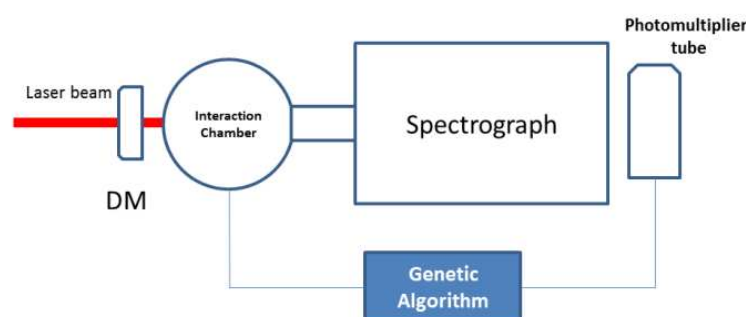 Photomultiplier
tube
Laser beam
Interaction
Chamber
Spectrograph
DM
Genetic
Algorithm